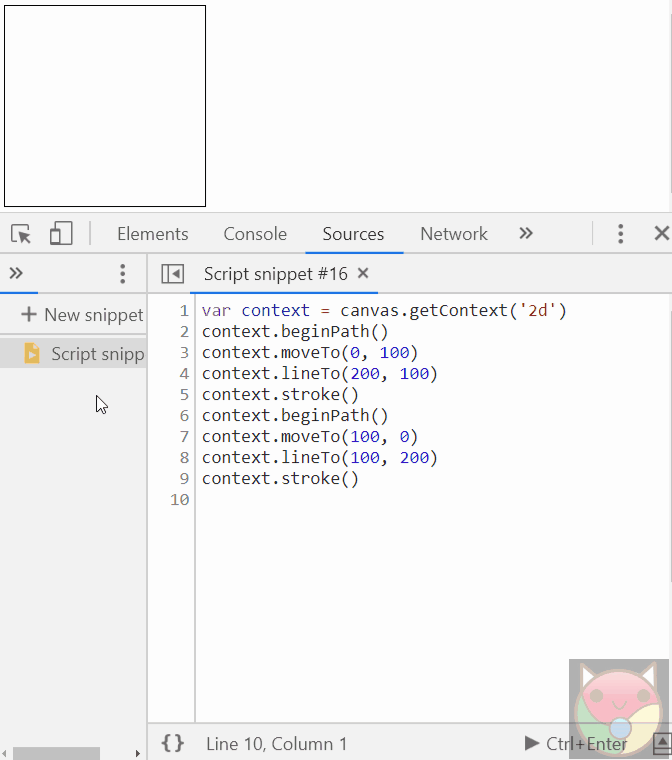 Elements Console Sources Network
Script snippet #16
New snippet
Script snipp
1 var context = canvas.getContext('2d')
2 context.beginPath()
3 context.moveTo(0, 100)
4 context.lineTo(200, 100)
5 context.stroke()
6 context.beginPath()
7 context.moveTo(100, 0)
8 context.lineTo(100, 200)
9 context.stroke()
10
{} Line 10, Column 1 Ctrl+Enter